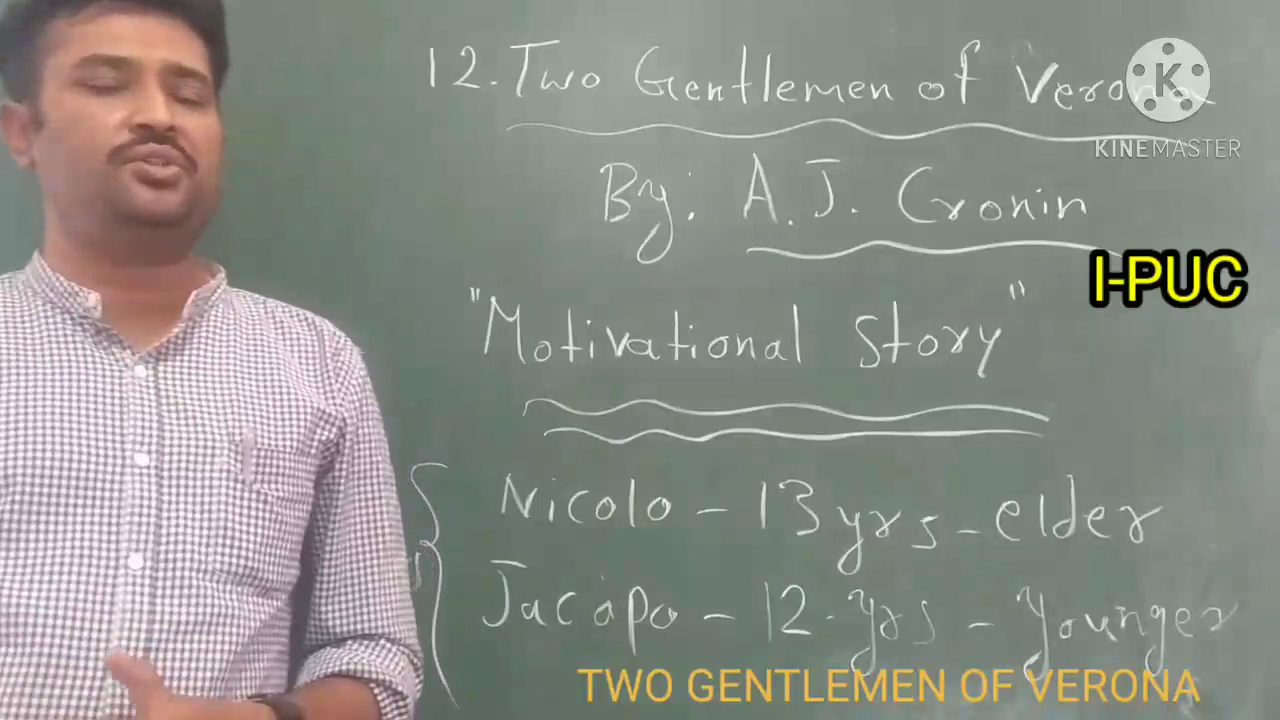 12. Two Gentlemen of Verona
K
KINEMASTER
By: A.J. Cronin
I-PUC
"Motivational Story"
Nicolo - 13 yrs - elder
Jacapo - 12-yrs - Younger
TWO GENTLEMEN OF VERONA